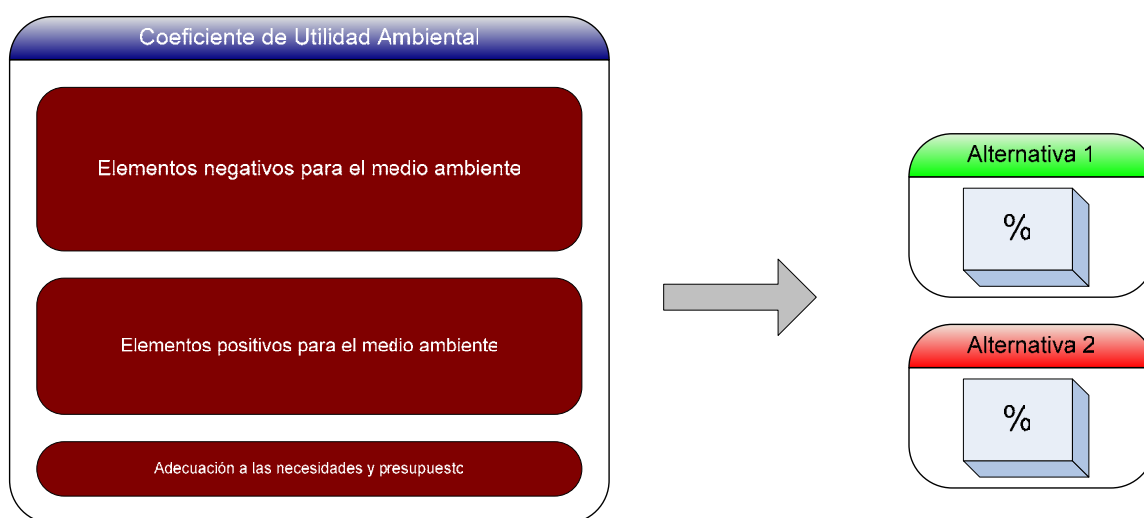 Coeficiente de Utilidad Ambiental
Elementos negativos para el medio ambiente
Elementos positivos para el medio ambiente
Adecuación a las necesidades y presupuesto
Alternativa 1
%
Alternativa 2
%